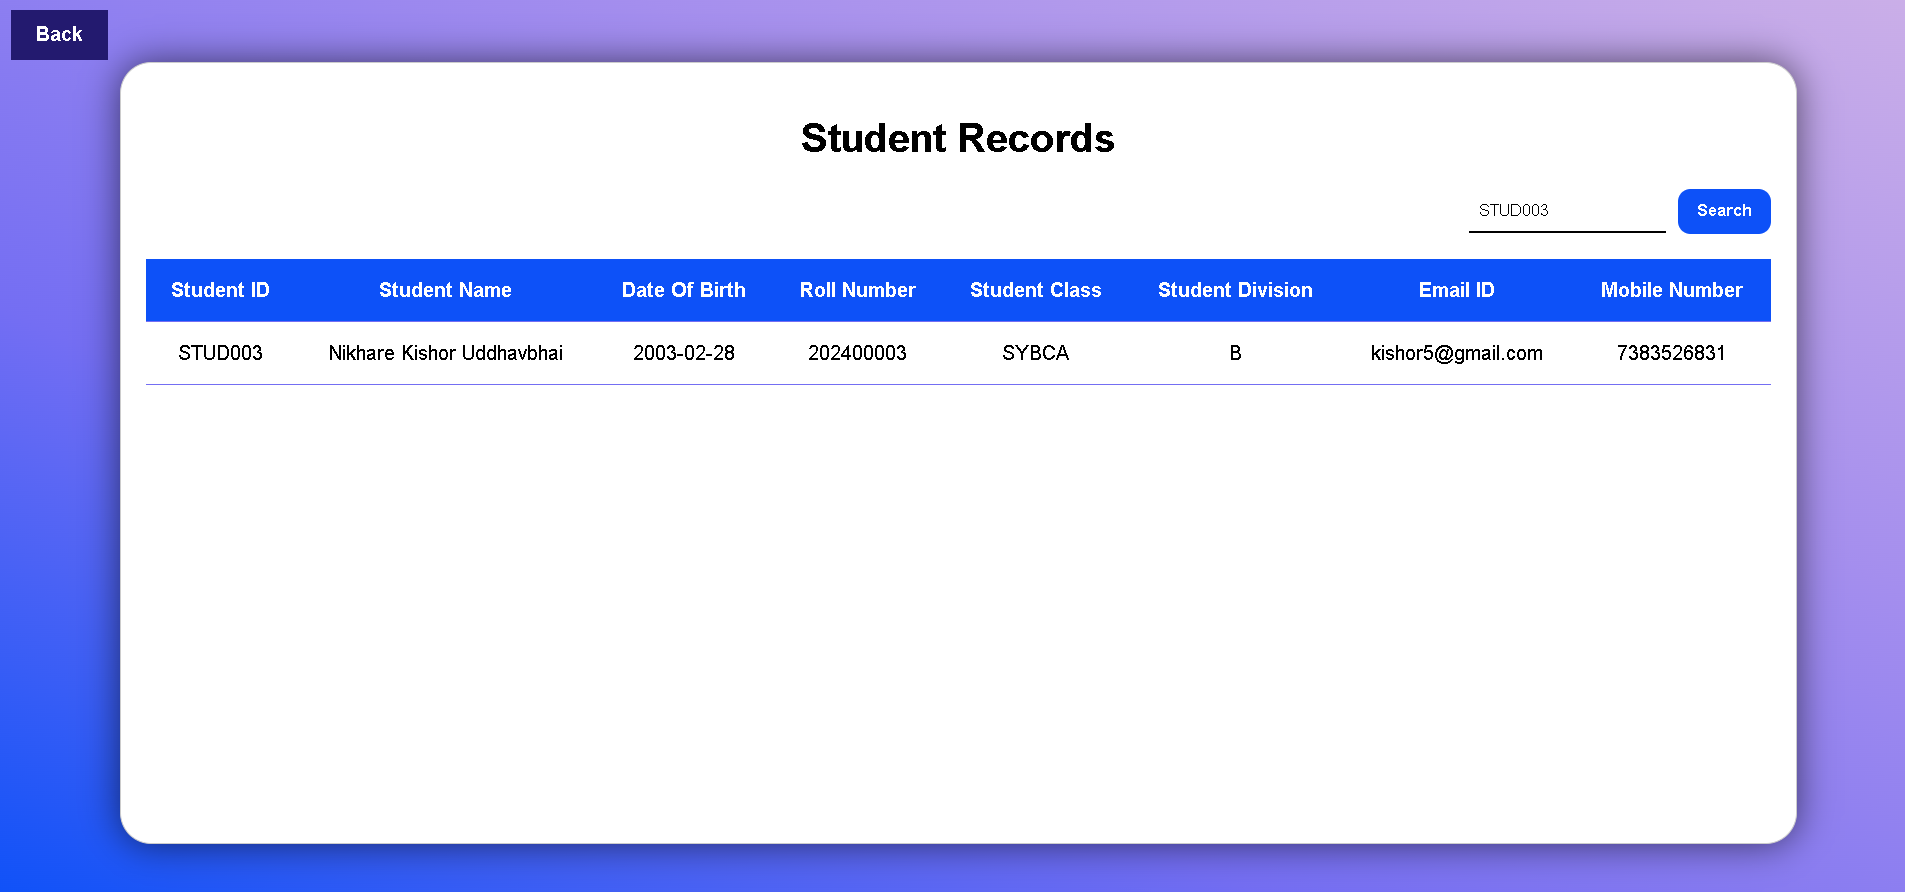 Back
Student Records
STUD003 Search
Student ID Student Name Date Of Birth Roll Number Student Class Student Division Email ID Mobile Number
STUD003 Nikhare Kishor Uddhavbhai 2003-02-28 202400003 SYBCA B kishor5@gmail.com 7383526831